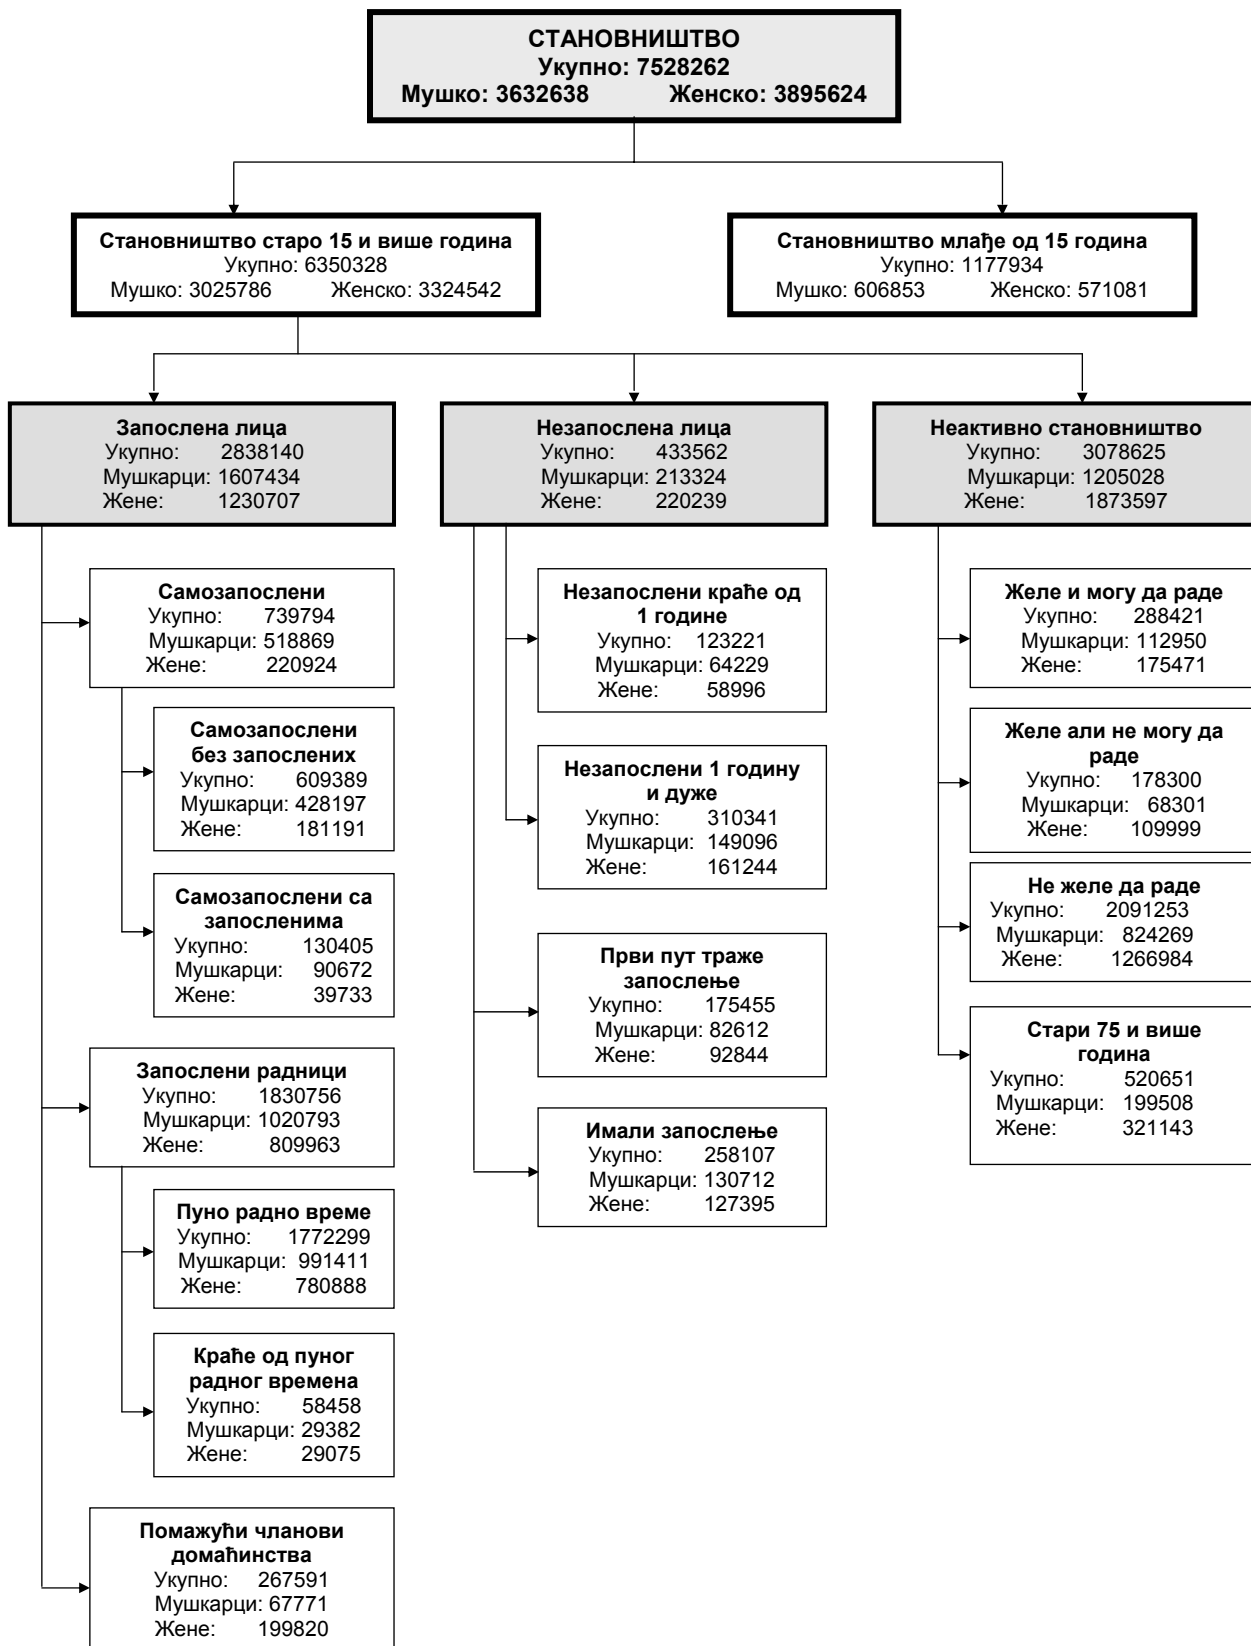 СТАНОВНИШТВО
Укупно: 7528262
Мушко: 3632638 Женско: 3895624
Становништво старо 15 и више година
Укупно: 6350328
Мушко: 3025786 Женско: 3324542
Становништво млађе од 15 година
Укупно: 1177934
Мушко: 606853 Женско: 571081
Запослена лица
Укупно: 2838140
Мушкарци: 1607434
Жене: 1230707
Незапослена лица
Укупно: 433562
Мушкарци: 213324
Жене: 220239
Неактивно становништво
Укупно: 3078625
Мушкарци: 1205028
Жене: 1873597
Самозапослени
Укупно: 739794
Мушкарци: 518869
Жене: 220924
Самозапослени
без запослених
Укупно: 609389
Мушкарци: 428197
Жене: 181191
Самозапослени са
запосленима
Укупно: 130405
Мушкарци: 90672
Жене: 39733
Запослени радници
Укупно: 1830756
Мушкарци: 1020793
Жене: 809963
Пуно радно време
Укупно: 1772299
Мушкарци: 991411
Жене: 780888
Краће од пуног
радног времена
Укупно: 58458
Мушкарци: 29382
Жене: 29075
Помажући чланови
домаћинства
Укупно: 267591
Мушкарци: 67771
Жене: 199820
Незапослени краће од
1 године
Укупно: 123221
Мушкарци: 64229
Жене: 58996
Незапослени 1 годину
и дуже
Укупно: 310341
Мушкарци: 149096
Жене: 161244
Први пут траже
запослење
Укупно: 175455
Мушкарци: 82612
Жене: 92844
Имали запослење
Укупно: 258107
Мушкарци: 130712
Жене: 127395
Желе и могу да раде
Укупно: 288421
Мушкарци: 112950
Жене: 175471
Желе али не могу да
раде
Укупно: 178300
Мушкарци: 68301
Жене: 109999
Не желе да раде
Укупно: 2091253
Мушкарци: 824269
Жене: 1266984
Стари 75 и више
година
Укупно: 520651
Мушкарци: 199508
Жене: 321143